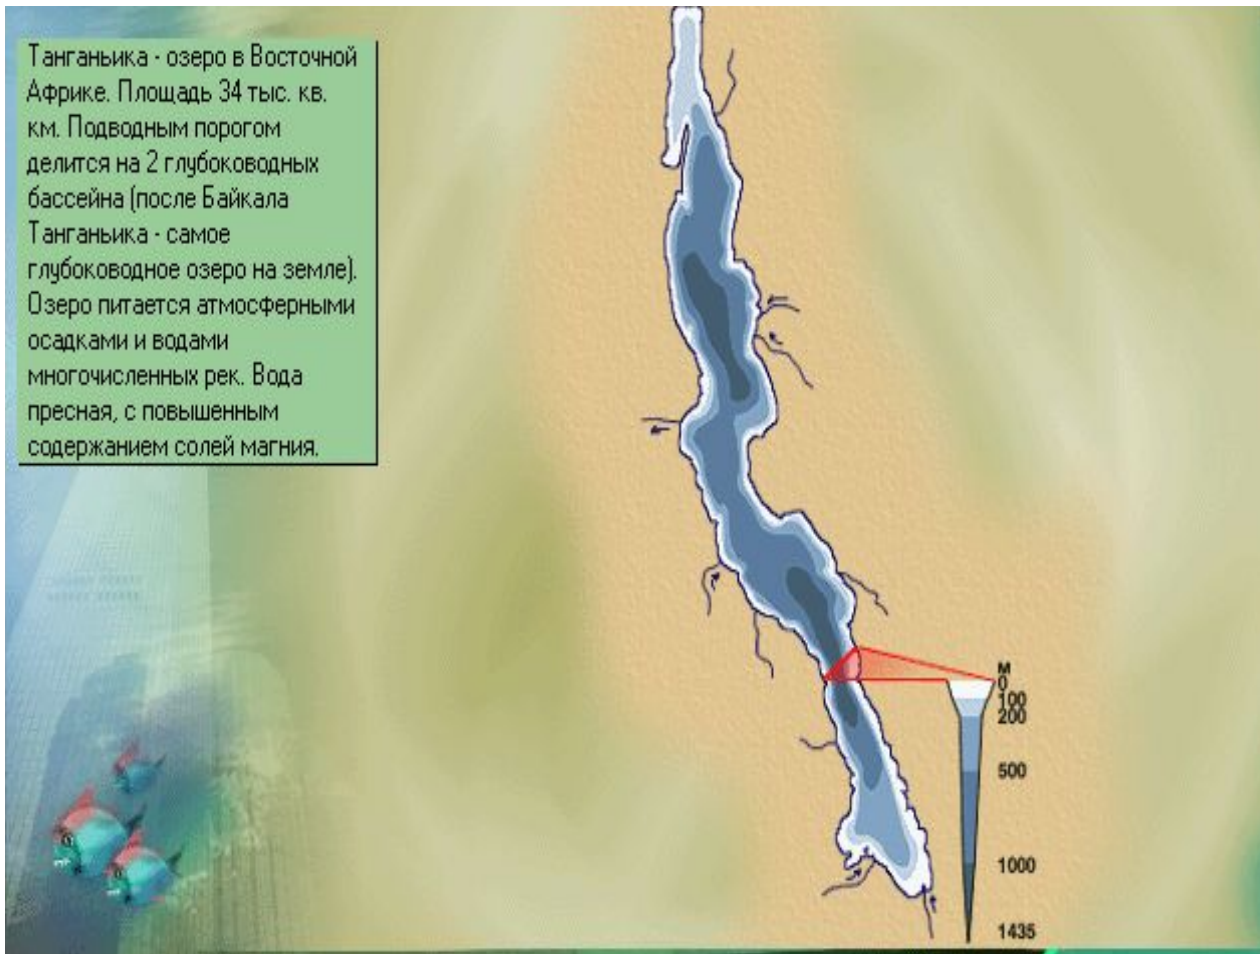 Танганьика - озеро в Восточной
Африке. Площадь 34 тыс. кв.
км. Подводным порогом
делится на 2 глубоководных
бассейна (после Байкала
Танганьика - самое
глубоководное озеро на земле).
Озеро питается атмосферными
осадками и водами
многочисленных рек. Вода
пресная, с повышенным
содержанием солей магния.
м
0
100
200
500
1000
1435